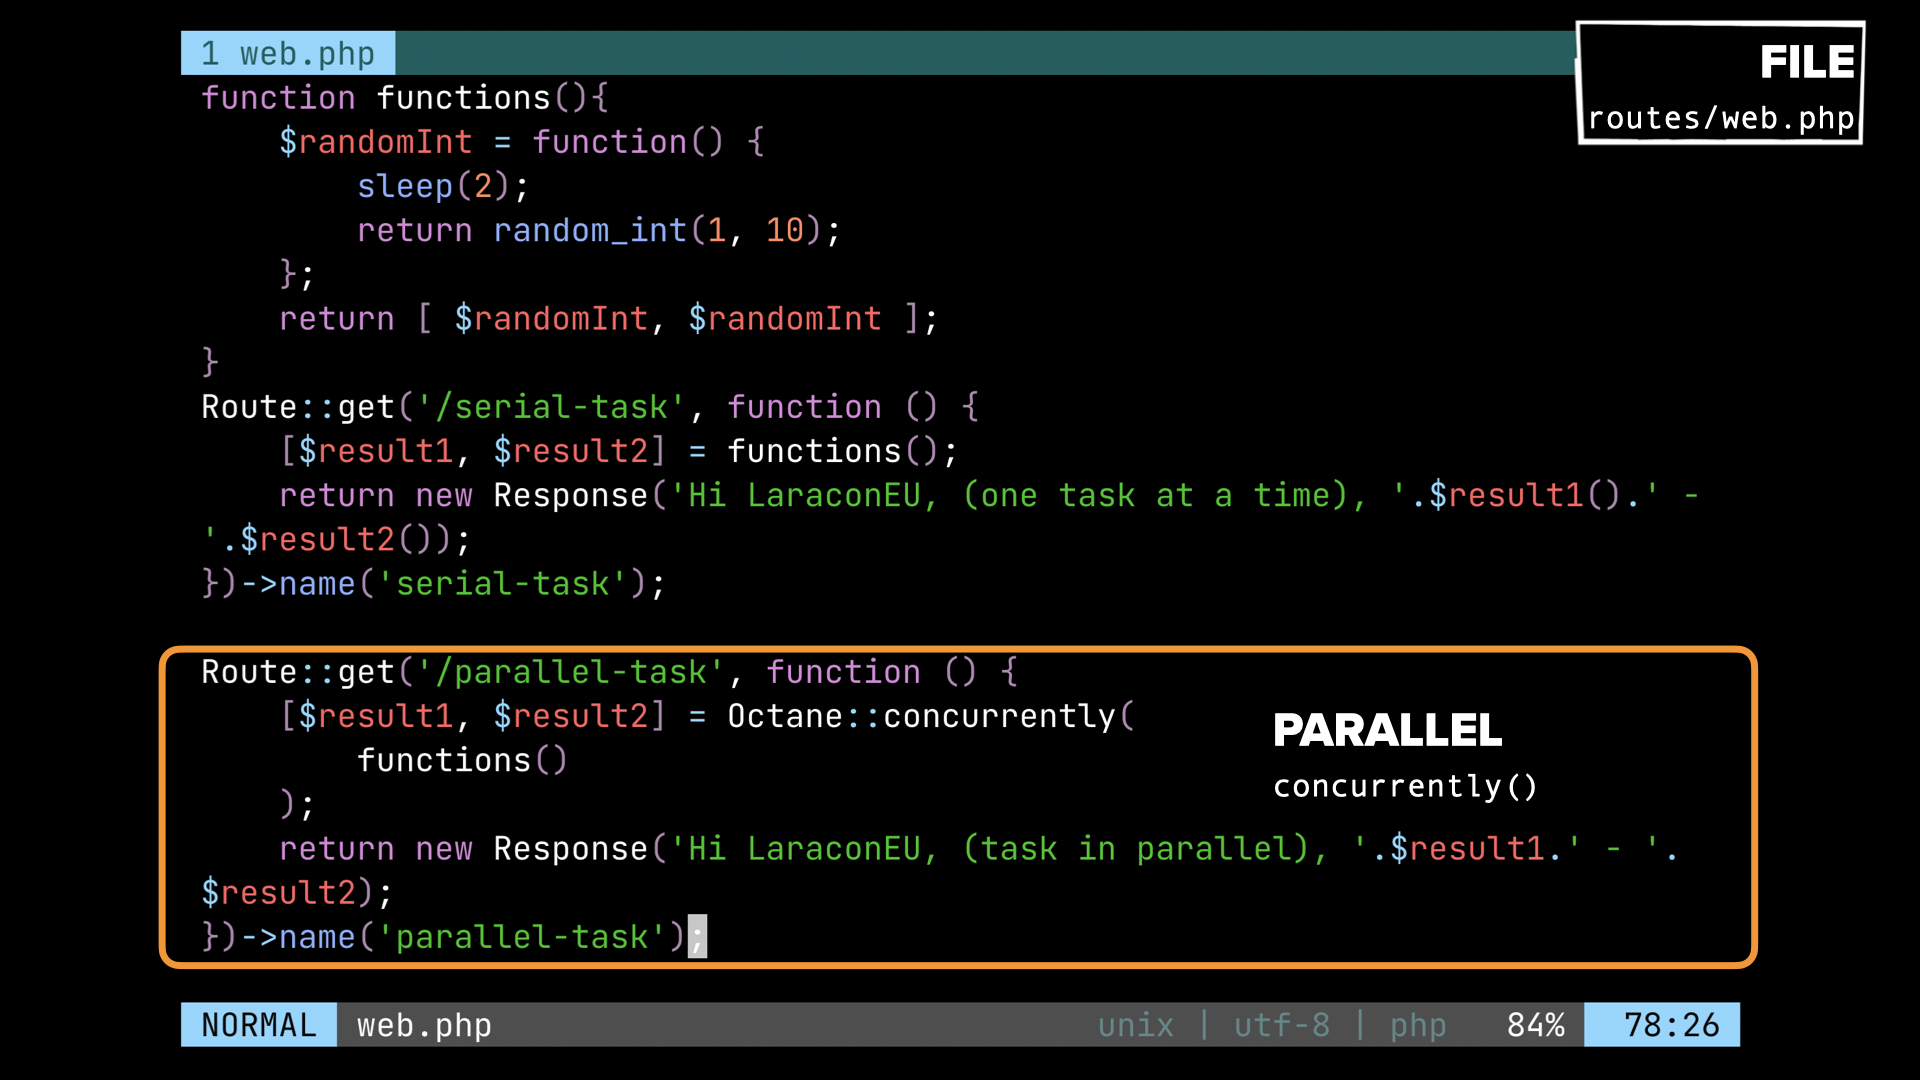 1 web.php
FILE
routes/web.php
function functions(){
    $randomInt = function() {
        sleep(2);
        return random_int(1, 10);
    };
    return [ $randomInt, $randomInt ];
}
Route::get('/serial-task', function () {
    [$result1, $result2] = functions();
    return new Response('Hi LaraconEU, (one task at a time), '.$result1().' -
'.$result2());
})->name('serial-task');
Route::get('/parallel-task', function () {
    [$result1, $result2] = Octane::concurrently(
        functions()
    );
    return new Response('Hi LaraconEU, (task in parallel), '.$result1.' - '.
$result2);
})->name('parallel-task');
PARALLEL
concurrently()
NORMAL web.php unix | utf-8 | php 84% 78:26